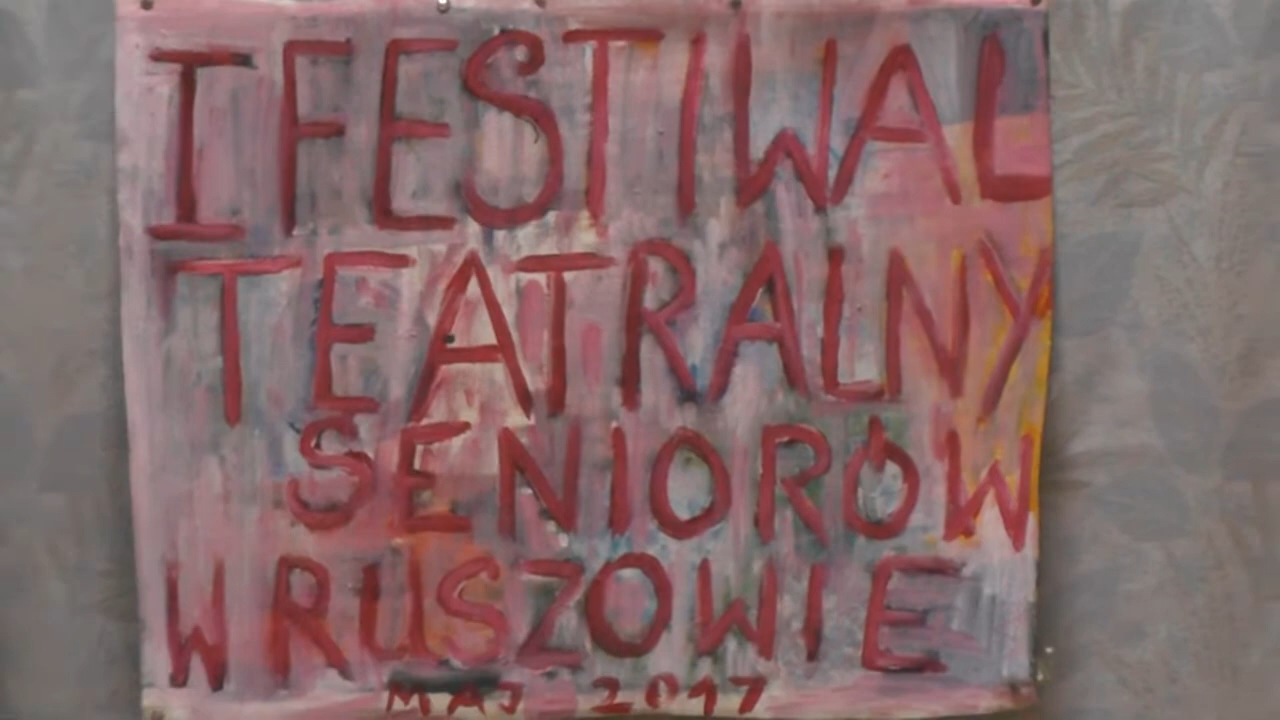 I FESTIWAL
TEATRALNY
SENIORÓW
W RUSZOWIE
MAJ 2017